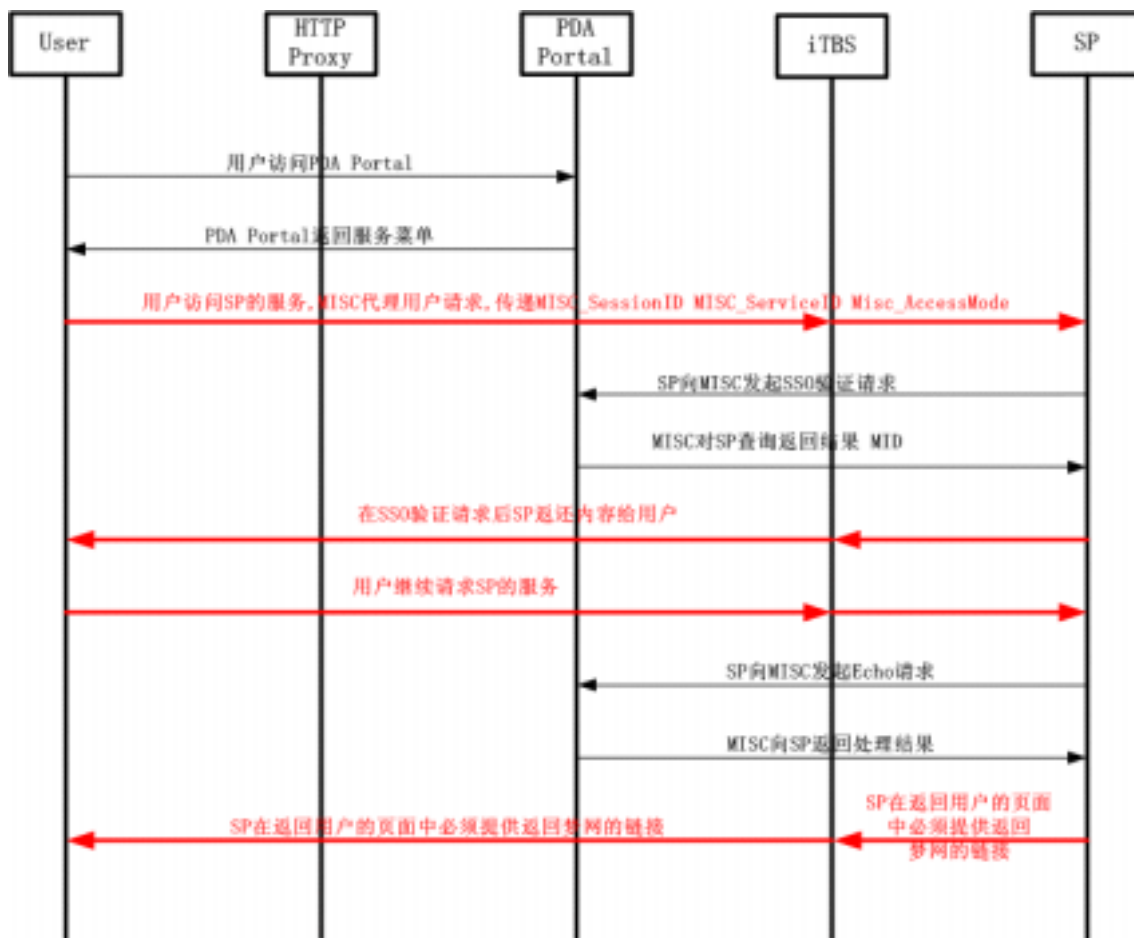 User
HTTP
Proxy
PDA
Portal
iTBS
SP
用户访问PDA Portal
PDA Portal返回服务菜单
用户访问SP的服务,MISC代理用户请求,传递MISC_SessionID MISC_ServiceID Misc_AccessMode
SP向MISC发起SSO验证请求
MISC对SP查询返回结果 MID
在SSO验证请求后SP返还内容给用户
用户继续请求SP的服务
SP向MISC发起Echo请求
MISC向SP返回处理结果
SP在返回用户的页面中必须提供返回梦网的链接
SP在返回用户的页面
中必须提供返回
梦网的链接